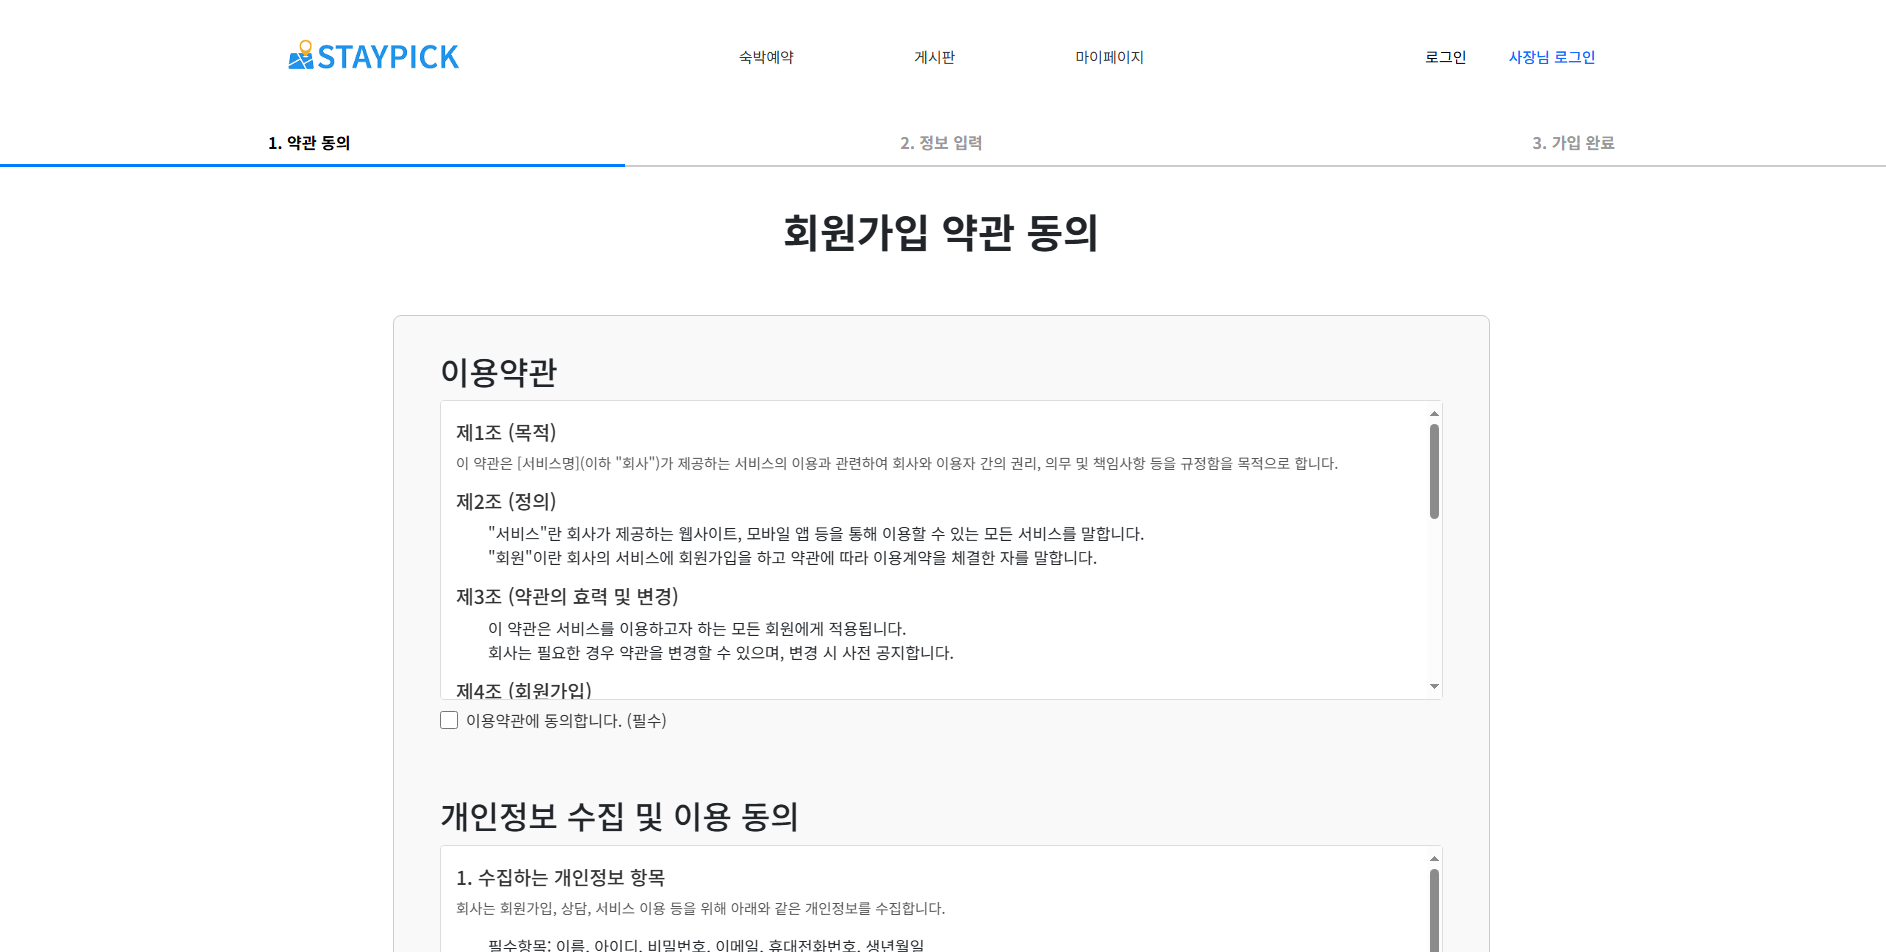 STAYPICK
숙박예약
게시판
마이페이지
로그인
사장님 로그인
1. 약관 동의
2. 정보 입력
3. 가입 완료
회원가입 약관 동의
이용약관
제1조 (목적)
이 약관은 [서비스명](이하 "회사")가 제공하는 서비스의 이용과 관련하여 회사와 이용자 간의 권리, 의무 및 책임사항 등을 규정함을 목적으로 합니다.
제2조 (정의)
"서비스"란 회사가 제공하는 웹사이트, 모바일 앱 등을 통해 이용할 수 있는 모든 서비스를 말합니다.
"회원"이란 회사의 서비스에 회원가입을 하고 약관에 따라 이용계약을 체결한 자를 말합니다.
제3조 (약관의 효력 및 변경)
이 약관은 서비스를 이용하고자 하는 모든 회원에게 적용됩니다.
회사는 필요한 경우 약관을 변경할 수 있으며, 변경 시 사전 공지합니다.
제4조 (회원가입)
이용약관에 동의합니다. (필수)
개인정보 수집 및 이용 동의
1. 수집하는 개인정보 항목
회사는 회원가입, 상담, 서비스 이용 등을 위해 아래와 같은 개인정보를 수집합니다.
필수항목: 이름, 아이디, 비밀번호, 이메일, 휴대전화번호, 생년월일